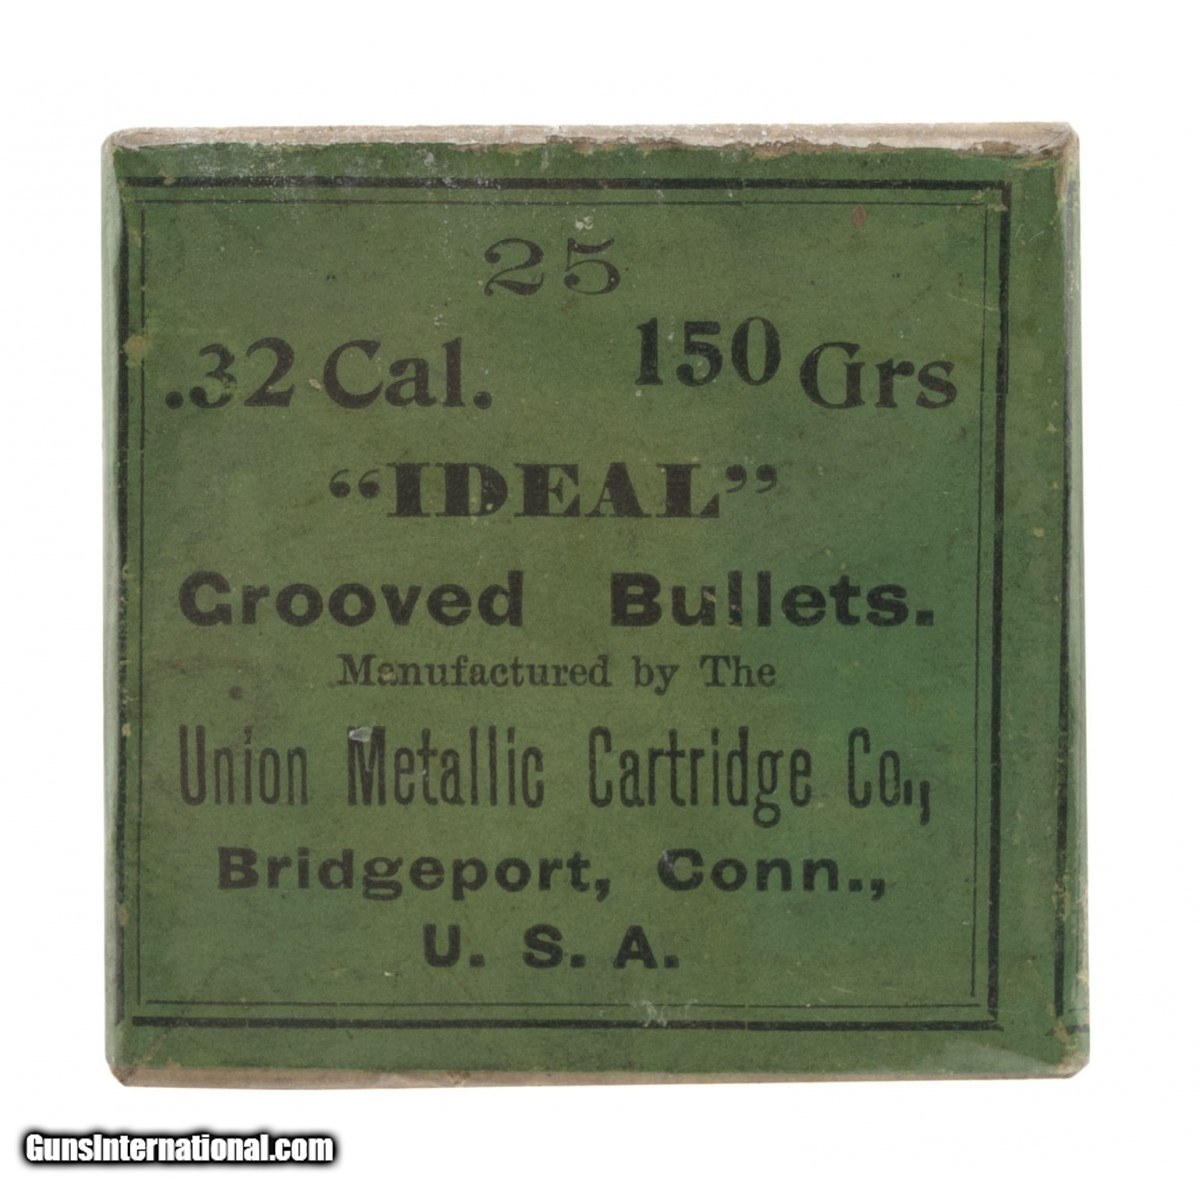 25
.32 Cal. 150 Grs
“IDEAL”
Grooved Bullets.
Manufactured by The
Union Metallic Cartridge Co.,
Bridgeport, Conn.,
U. S. A.
GunsInternational.com